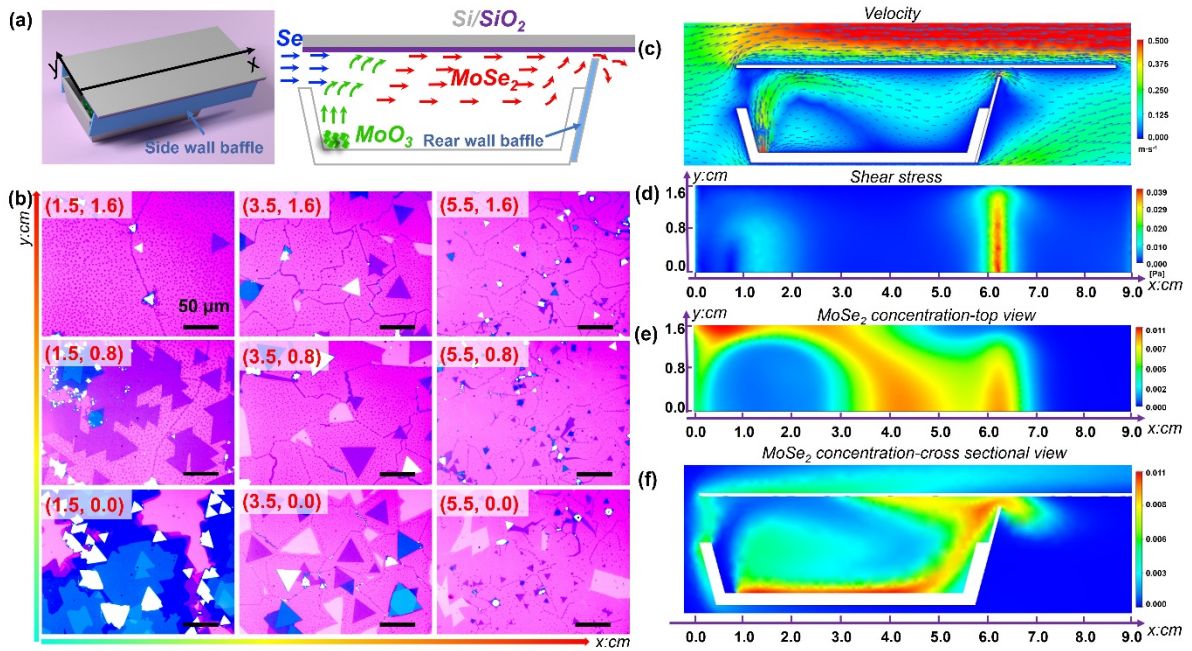 (a)
y
x
Side wall baffle
Si/SiO₂
Se
MoSe₂
MoO₃
Rear wall baffle
(b)
y:cm
(1.5, 1.6)
(3.5, 1.6)
(5.5, 1.6)
50 μm
(1.5, 0.8)
(3.5, 0.8)
(5.5, 0.8)
(1.5, 0.0)
(3.5, 0.0)
(5.5, 0.0)
x:cm
Velocity
(c)
0.500
0.375
0.250
0.125
0.000
m·s⁻¹
(d)
y:cm
Shear stress
1.6
0.8
0.0
0.039
0.030
0.020
0.010
0.000
[Pa]
0.0 1.0 2.0 3.0 4.0 5.0 6.0 7.0 8.0 9.0
x:cm
(e)
y:cm
MoSe₂ concentration-top view
1.6
0.8
0.0
0.011
0.007
0.005
0.002
0.000
0.0 1.0 2.0 3.0 4.0 5.0 6.0 7.0 8.0 9.0
x:cm
MoSe₂ concentration-cross sectional view
(f)
0.011
0.008
0.006
0.003
0.000
0.0 1.0 2.0 3.0 4.0 5.0 6.0 7.0 8.0 9.0
x:cm